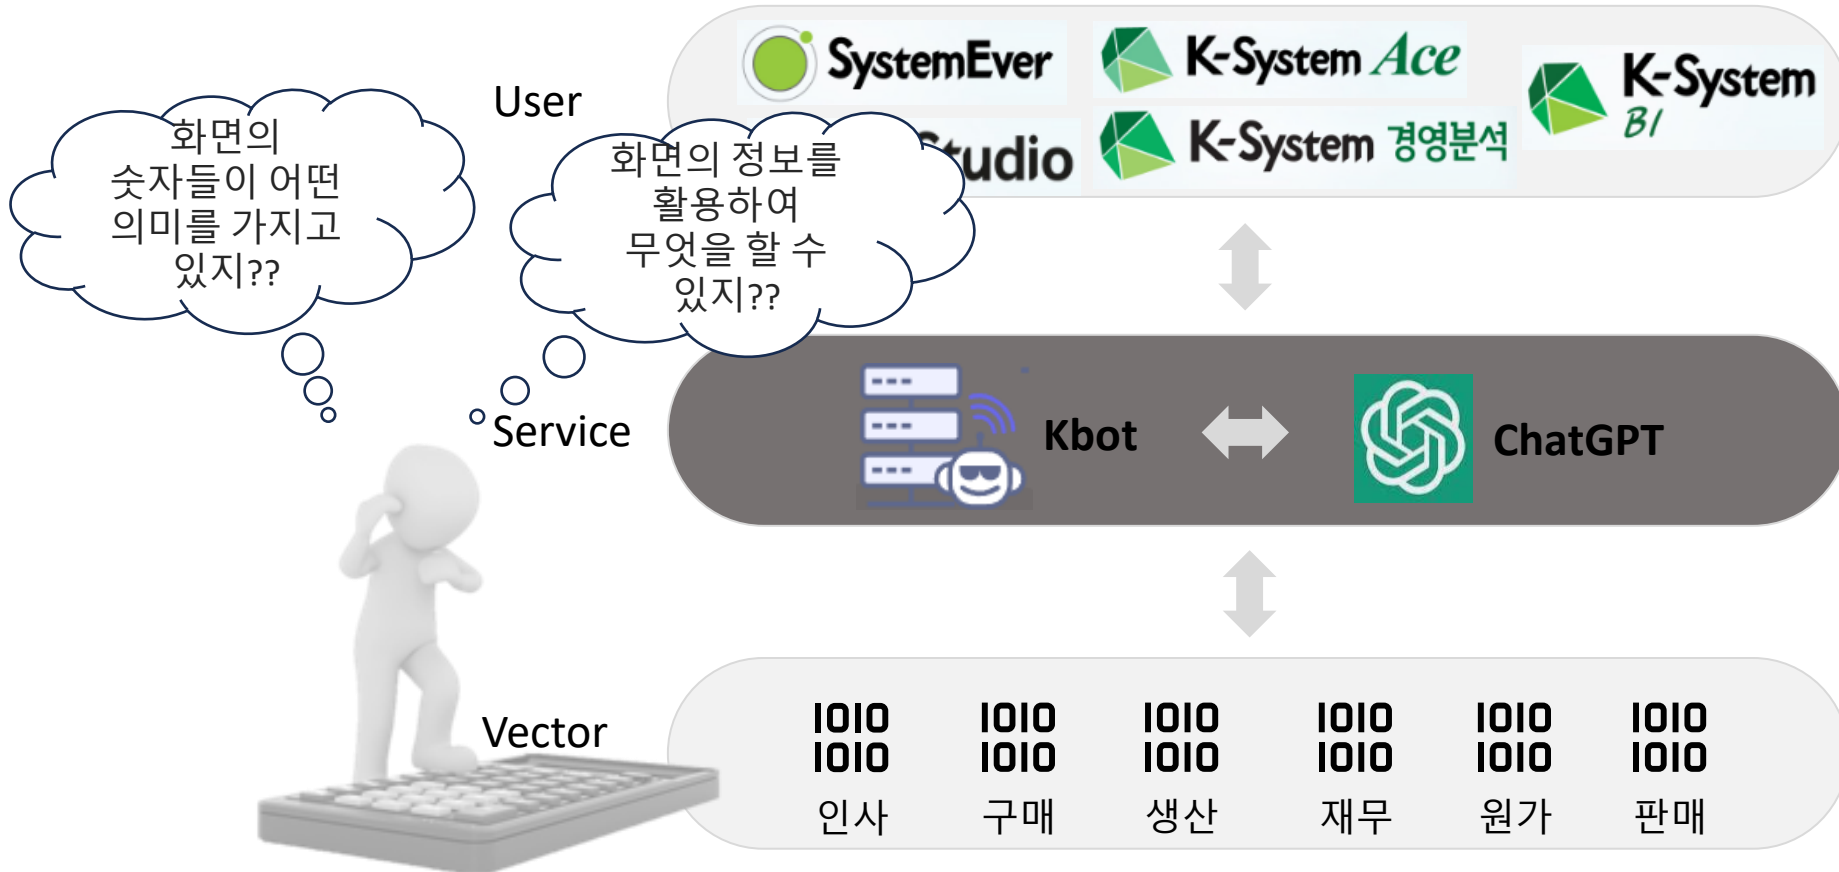 User
SystemEver
K-System Ace
K-System
BI
K-System 경영분석
화면의
숫자들이 어떤
의미를 가지고
있지??
화면의 정보를
활용하여
무엇을 할 수
있지??
Service
Kbot
ChatGPT
Vector
1010
1010
1010
1010
1010
1010
1010
1010
1010
1010
1010
1010
인사
구매
생산
재무
원가
판매